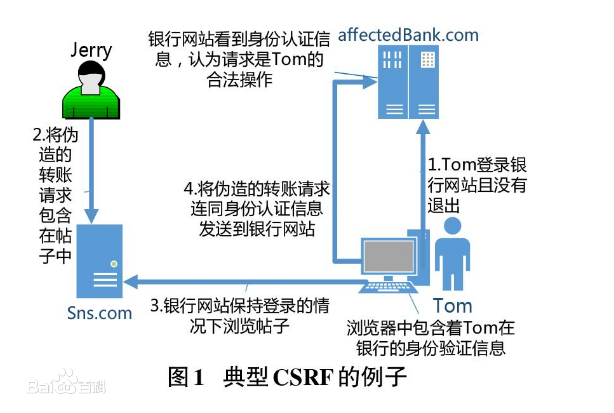 银行网站看到身份认证信
息，认为请求是Tom的
合法操作
affectedBank.com
Jerry
2.将伪
造的
转账
请求
包含
在帖
子中
4.将伪造的转账请求
连同身份认证信息
发送到银行网站
1.Tom登录银
行网站且没有
退出
Sns.com
3.银行网站保持登录的情
况下浏览帖子
Tom
浏览器中包含着Tom在
银行的身份验证信息
图1 典型CSRF的例子
Bai百科